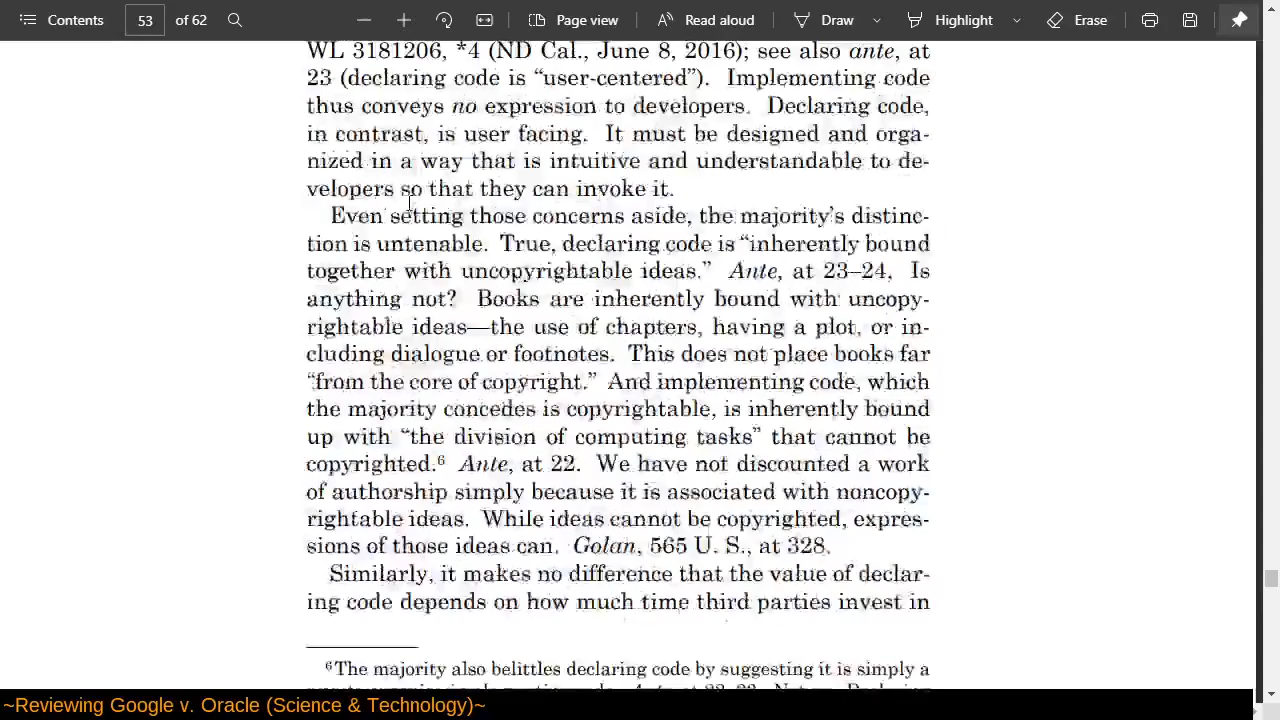 Contents 53 of 62 Page view Read aloud Draw Highlight Erase
WL 3181206, *4 (ND Cal., June 8, 2016); see also ante, at
23 (declaring code is “user-centered”). Implementing code
thus conveys no expression to developers. Declaring code,
in contrast, is user facing. It must be designed and orga-
nized in a way that is intuitive and understandable to de-
velopers so that they can invoke it.
Even setting those concerns aside, the majority’s distinc-
tion is untenable. True, declaring code is “inherently bound
together with uncopyrightable ideas.” Ante, at 23–24. Is
anything not? Books are inherently bound with uncopy-
rightable ideas—the use of chapters, having a plot, or in-
cluding dialogue or footnotes. This does not place books far
“from the core of copyright.” And implementing code, which
the majority concedes is copyrightable, is inherently bound
up with “the division of computing tasks” that cannot be
copyrighted.⁶ Ante, at 22. We have not discounted a work
of authorship simply because it is associated with noncopy-
rightable ideas. While ideas cannot be copyrighted, expres-
sions of those ideas can. Golan, 565 U. S., at 328.
Similarly, it makes no difference that the value of declar-
ing code depends on how much time third parties invest in
⁶The majority also belittles declaring code by suggesting it is simply a
~Reviewing Google v. Oracle (Science & Technology)~